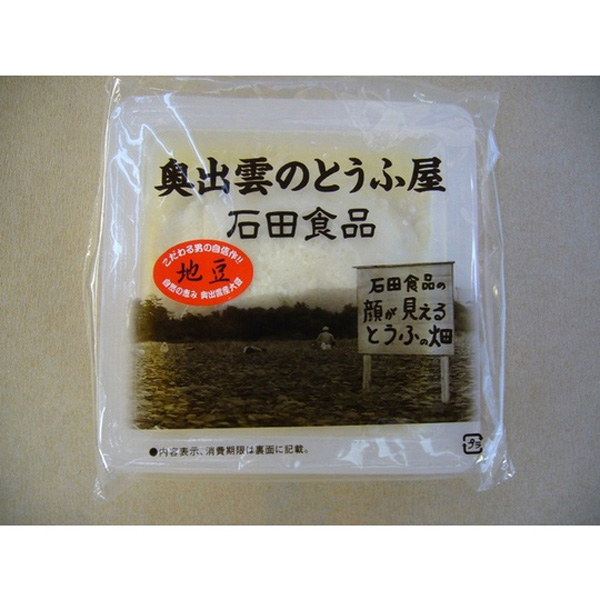 奥出雲のとうふ屋
石田食品
こだわる男の自信作!!
地豆
自然の恵み 奥出雲産大豆
石田食品の
顔が見える
とうふの畑
●内容表示、消費期限は裏面に記載。
プラ